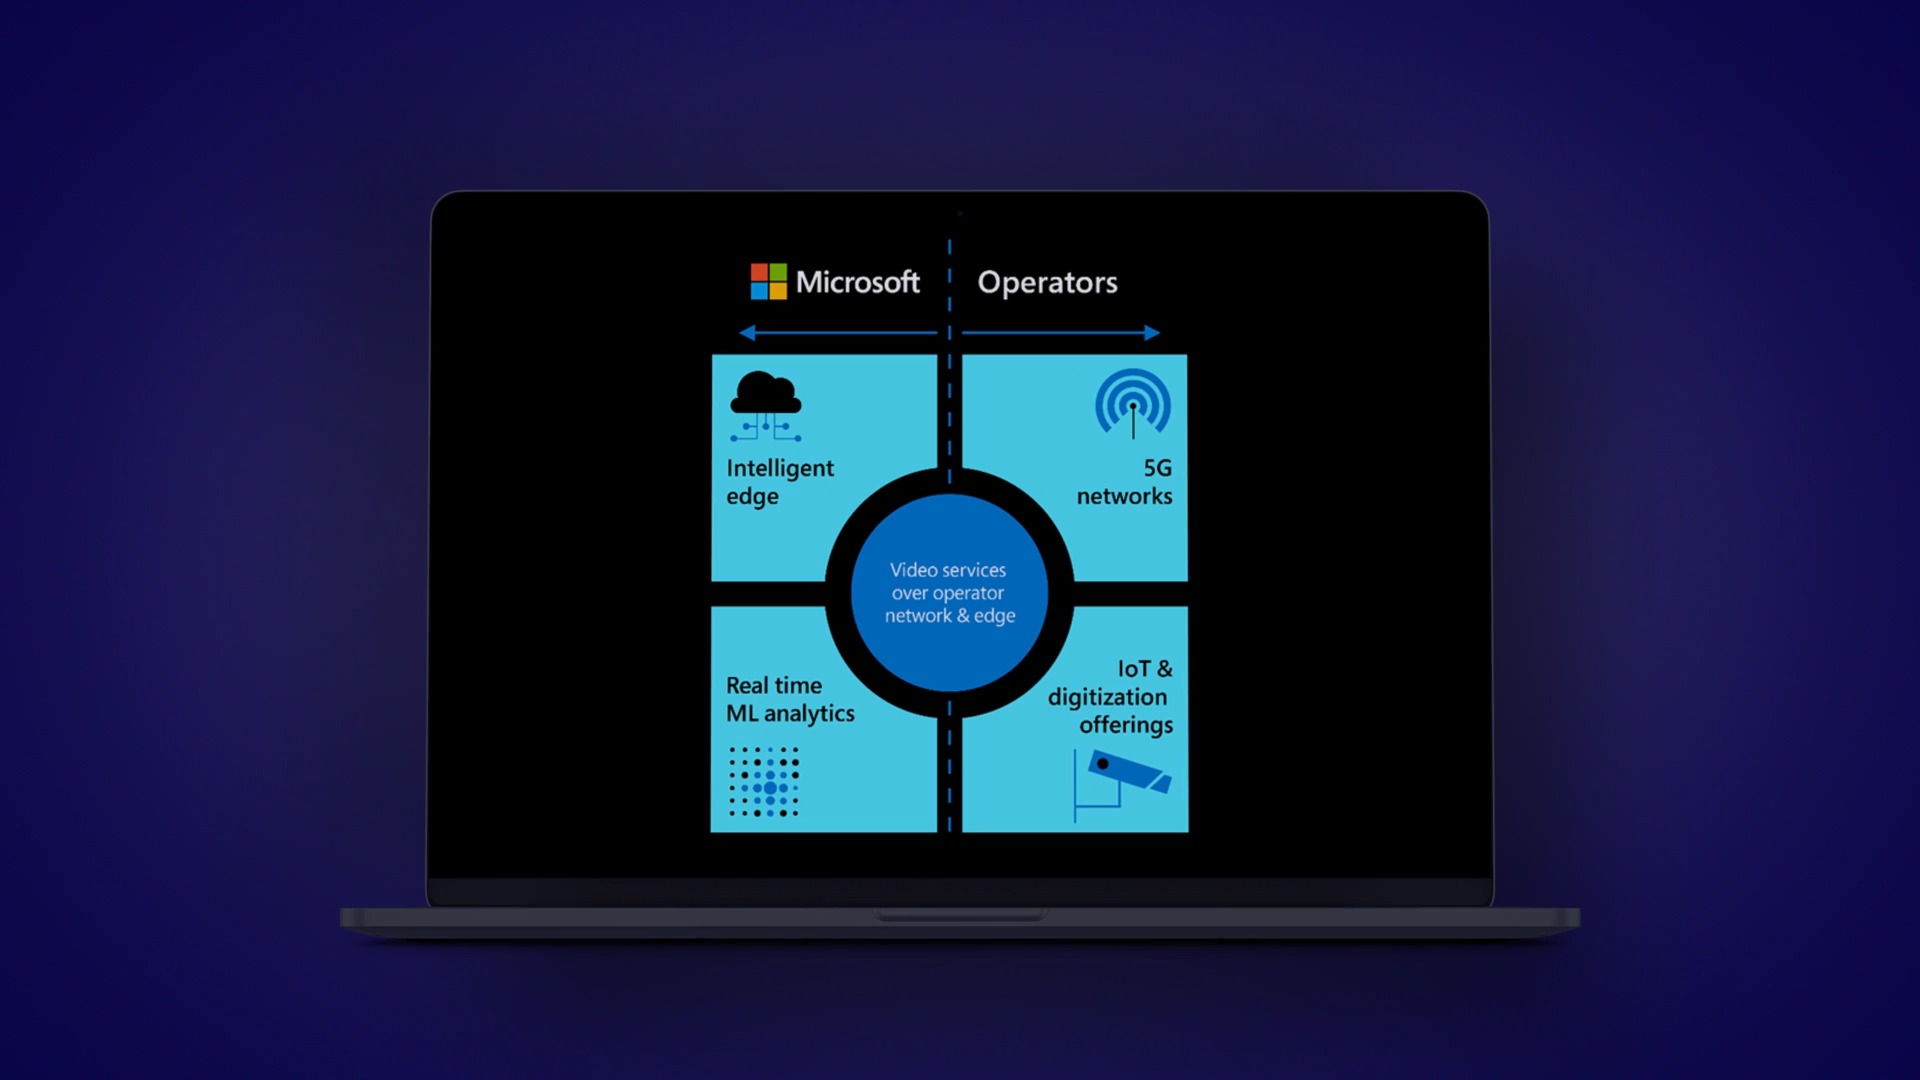 Microsoft
Operators
Intelligent
edge
5G
networks
Video services
over operator
network & edge
Real time
ML analytics
IoT &
digitization
offerings